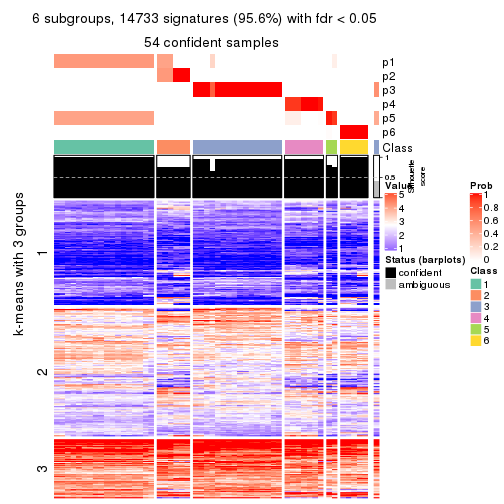 6 subgroups, 14733 signatures (95.6%) with fdr < 0.05
54 confident samples
p1
p2
p3
p4
p5
p6
Class
1
0.5
0
Silhouette
score
k-means with 3 groups
1
2
3
Value
5
4
3
2
1
Status (barplots)
confident
ambiguous
Prob
1
0.8
0.6
0.4
0.2
0
Class
1
2
3
4
5
6